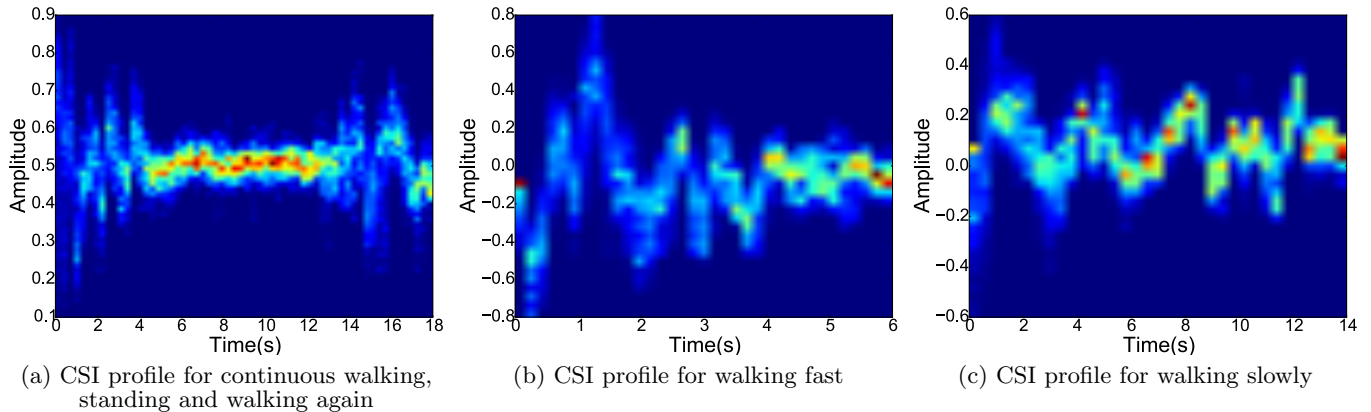 0.9
0.8
0.7
0.6
0.5
0.4
0.3
0.2
0.1
Amplitude
0 2 4 6 8 10 12 14 16 18
Time(s)
(a) CSI profile for continuous walking,
standing and walking again
0.8
0.6
0.4
0.2
0.0
−0.2
−0.4
−0.6
−0.8
Amplitude
0 1 2 3 4 5 6
Time(s)
(b) CSI profile for walking fast
0.6
0.4
0.2
0.0
−0.2
−0.4
−0.6
Amplitude
0 2 4 6 8 10 12 14
Time(s)
(c) CSI profile for walking slowly